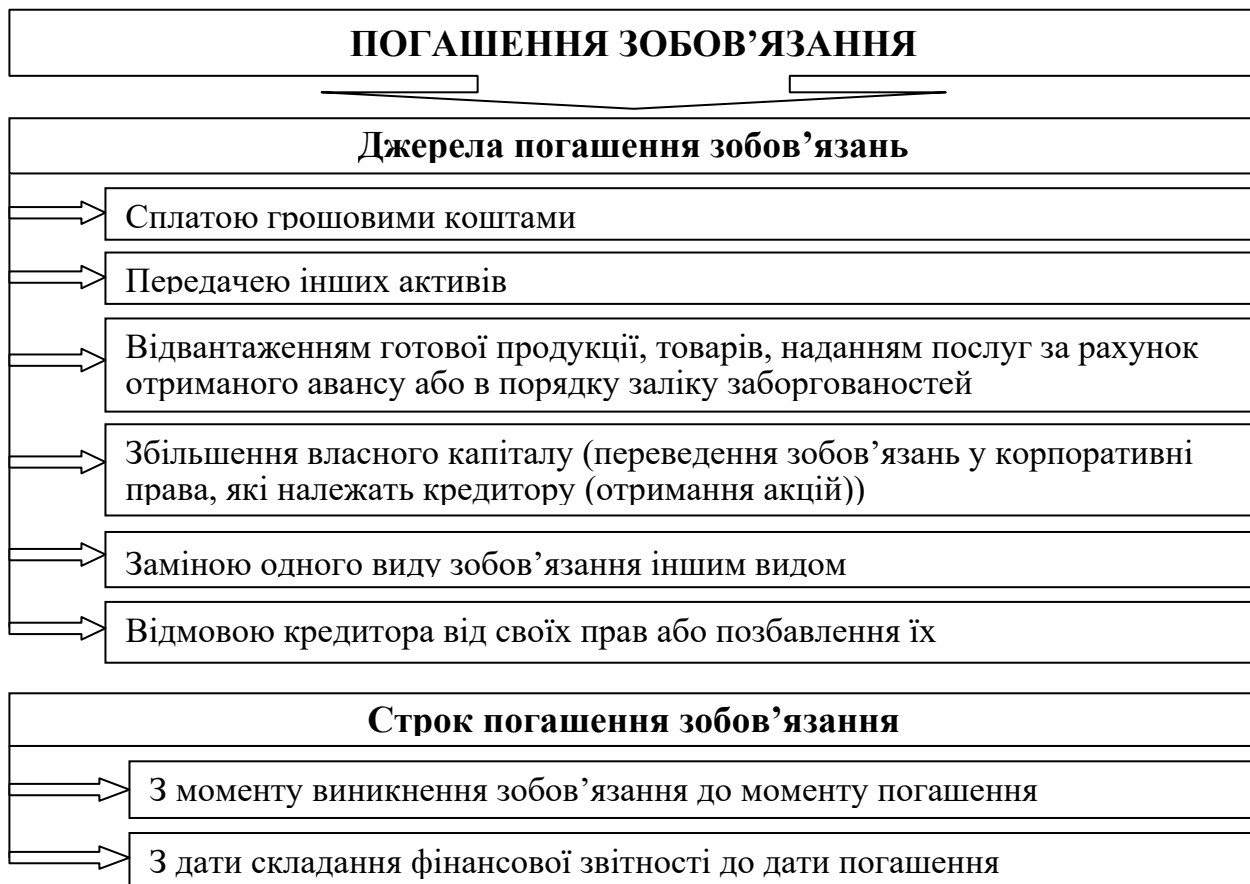 ПОГАШЕННЯ ЗОБОВ’ЯЗАННЯ
Джерела погашення зобов’язань
Сплатою грошовими коштами
Передачею інших активів
Відвантаженням готової продукції, товарів, наданням послуг за рахунок
отриманого авансу або в порядку заліку заборгованостей
Збільшення власного капіталу (переведення зобов’язань у корпоративні
права, які належать кредитору (отримання акцій))
Заміною одного виду зобов’язання іншим видом
Відмовою кредитора від своїх прав або позбавлення їх
Строк погашення зобов’язання
З моменту виникнення зобов’язання до моменту погашення
З дати складання фінансової звітності до дати погашення